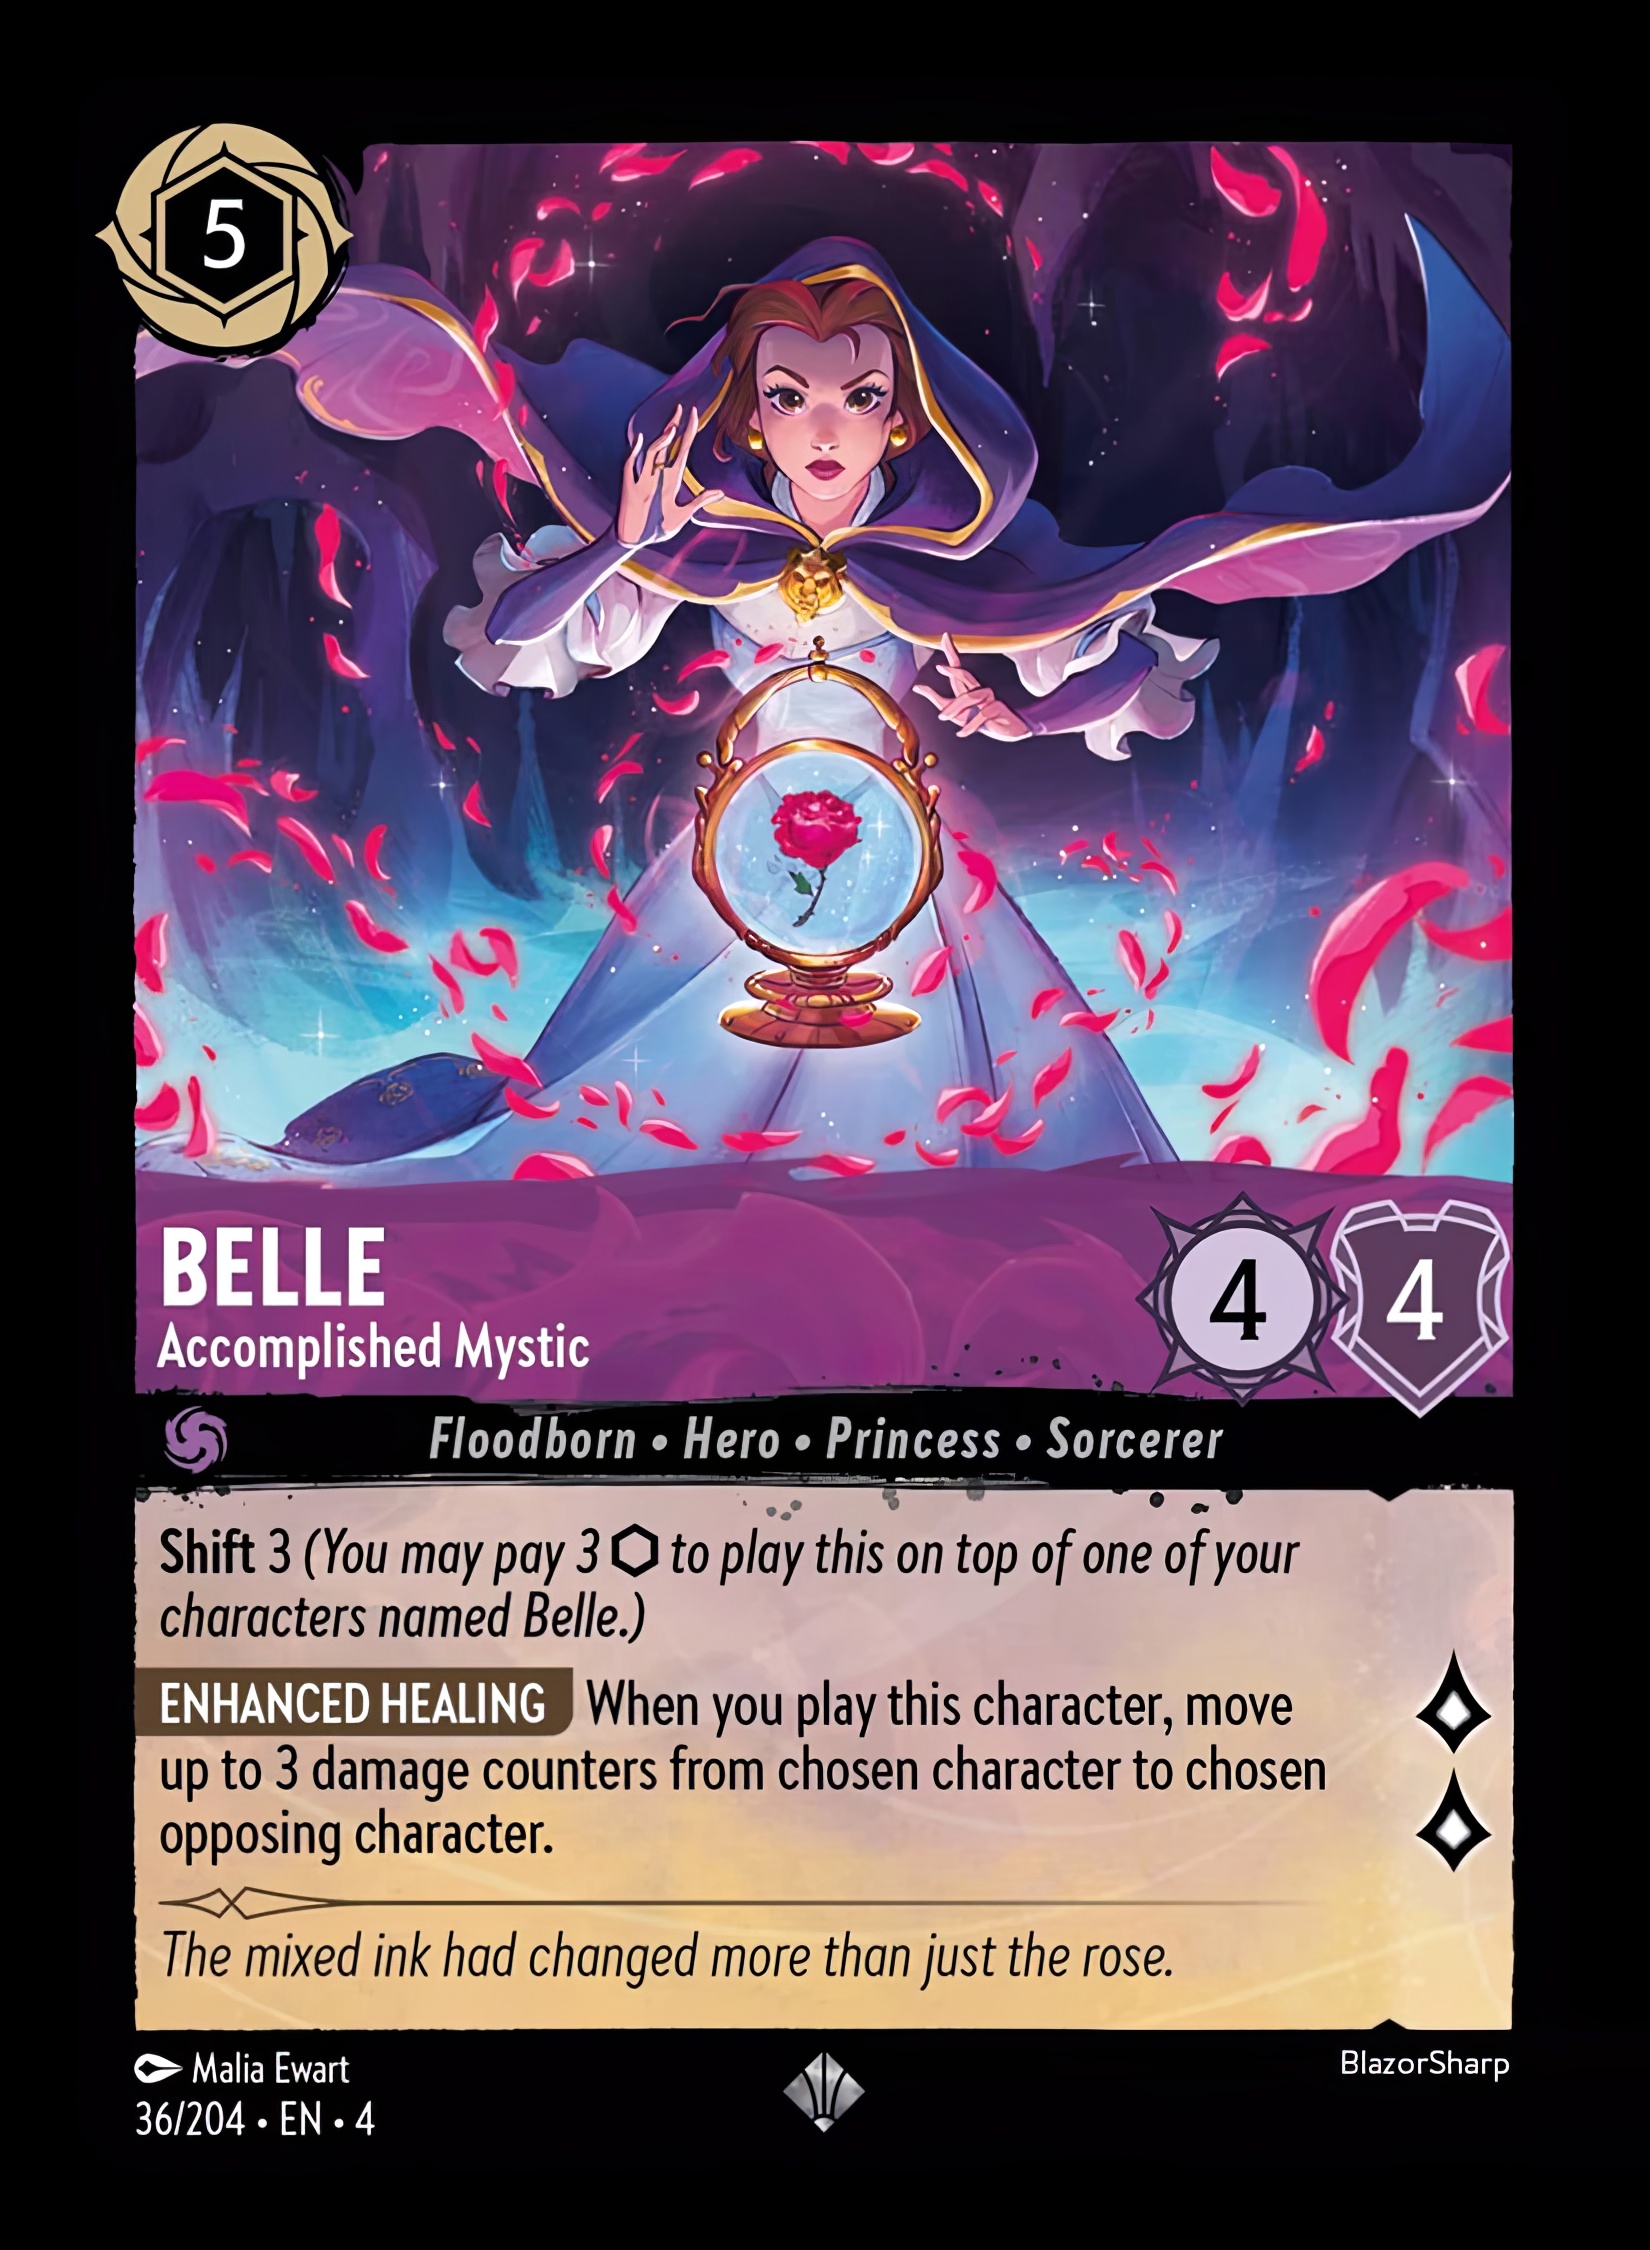 5
BELLE
Accomplished Mystic
4 4
Floodborn • Hero • Princess • Sorcerer
Shift 3 (You may pay 3 ⬡ to play this on top of one of your
characters named Belle.)
ENHANCED HEALING When you play this character, move
up to 3 damage counters from chosen character to chosen
opposing character.
The mixed ink had changed more than just the rose.
Malia Ewart
BlazorSharp
36/204 • EN • 4